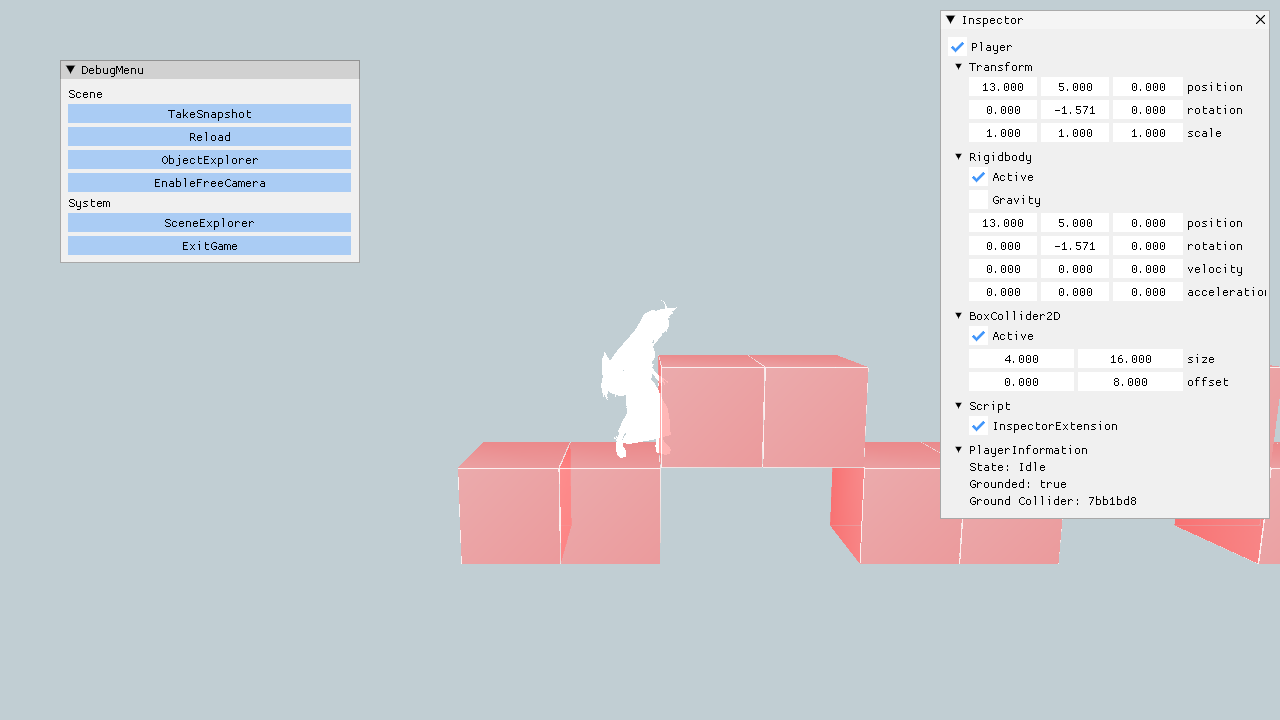 DebugMenu
Scene
TakeSnapshot
Reload
ObjectExplorer
EnableFreeCamera
System
SceneExplorer
ExitGame
Inspector
Player
Transform
13.000 5.000 0.000 position
0.000 -1.571 0.000 rotation
1.000 1.000 1.000 scale
Rigidbody
Active
Gravity
13.000 5.000 0.000 position
0.000 -1.571 0.000 rotation
0.000 0.000 0.000 velocity
0.000 0.000 0.000 acceleration
BoxCollider2D
Active
4.000 16.000 size
0.000 8.000 offset
Script
InspectorExtension
PlayerInformation
State: Idle
Grounded: true
Ground Collider: 7bb1bd8